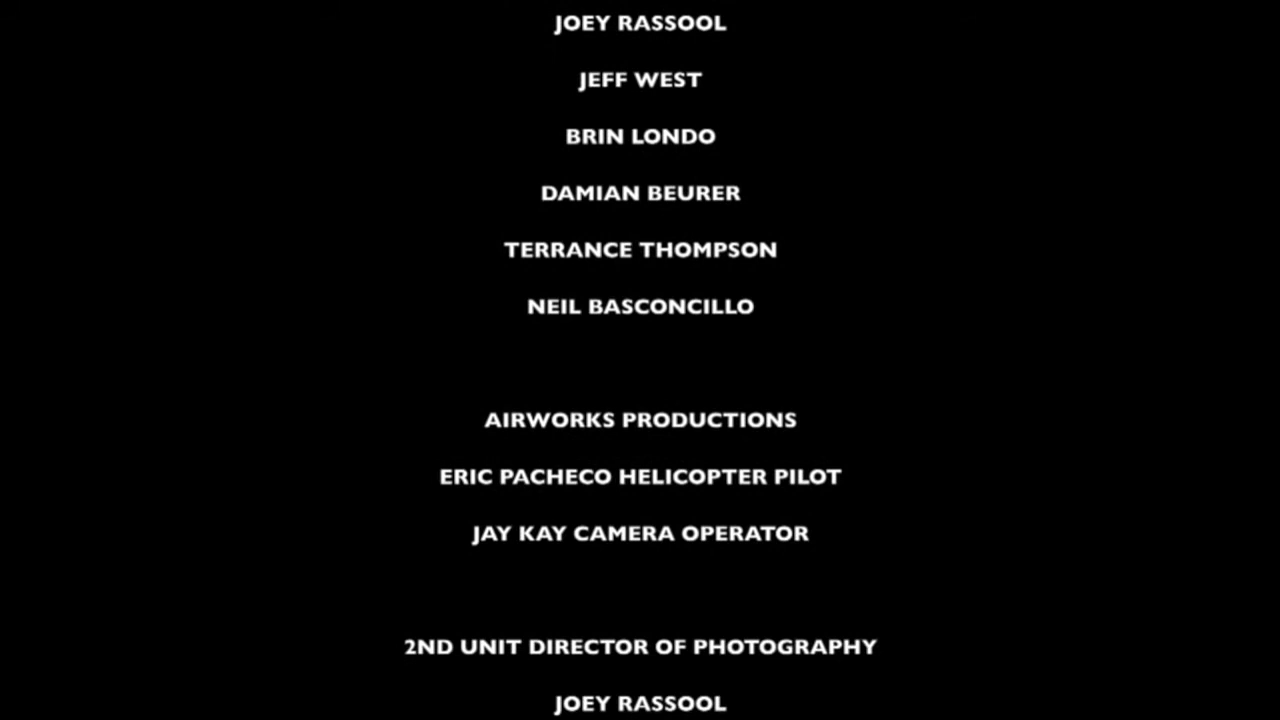 JOEY RASSOOL
JEFF WEST
BRIN LONDO
DAMIAN BEURER
TERRANCE THOMPSON
NEIL BASCONCILLO
AIRWORKS PRODUCTIONS
ERIC PACHECO HELICOPTER PILOT
JAY KAY CAMERA OPERATOR
2ND UNIT DIRECTOR OF PHOTOGRAPHY
JOEY RASSOOL